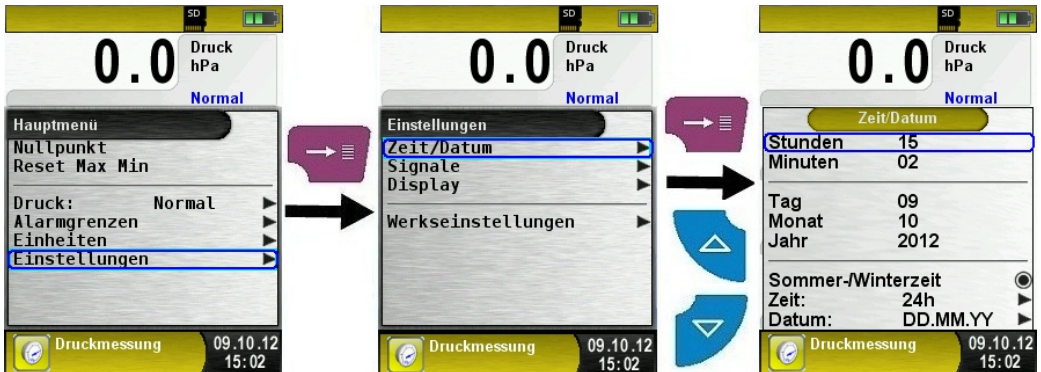 SD
0.0 Druck
hPa
Normal
Hauptmenü
Nullpunkt
Reset Max Min
Druck: Normal
Alarmgrenzen
Einheiten
Einstellungen
Druckmessung 09.10.12
15:02
SD
0.0 Druck
hPa
Normal
Einstellungen
Zeit/Datum
Signale
Display
Werkseinstellungen
Druckmessung 09.10.12
15:02
SD
0.0 Druck
hPa
Normal
Zeit/Datum
Stunden 15
Minuten 02
Tag 09
Monat 10
Jahr 2012
Sommer-/Winterzeit
Zeit: 24h
Datum: DD.MM.YY
Druckmessung 09.10.12
15:02